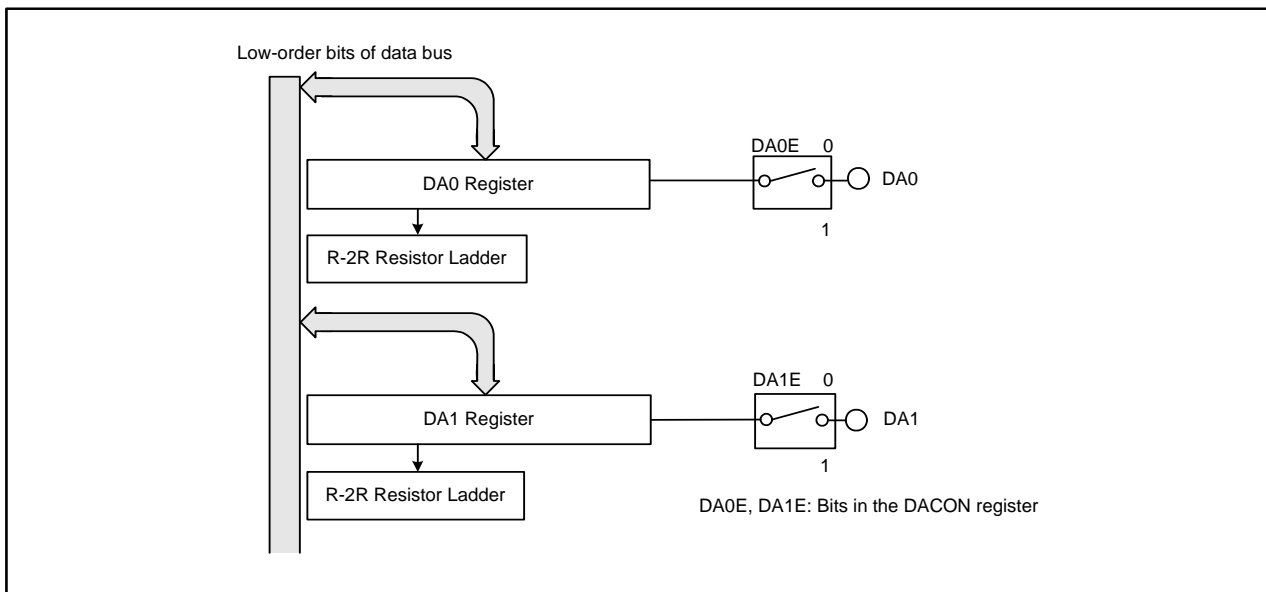 Low-order bits of data bus
DA0E 0
DA0 Register
DA0
1
R-2R Resistor Ladder
DA1E 0
DA1 Register
DA1
1
R-2R Resistor Ladder
DA0E, DA1E: Bits in the DACON register